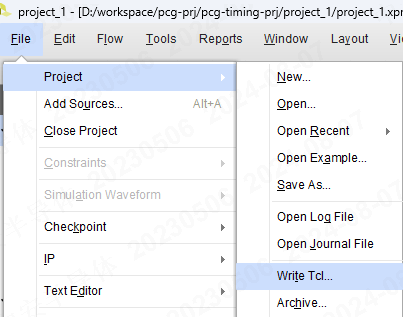 project_1 - [D:/workspace/pcg-prj/pcg-timing-prj/project_1/project_1.xpr
File Edit Flow Tools Reports Window Layout
Project
Add Sources... Alt+A
Close Project
Constraints
Simulation Waveform
Checkpoint
IP
Text Editor
New...
Open...
Open Recent
Open Example...
Save As...
Open Log File
Open Journal File
Write Tcl...
Archive...